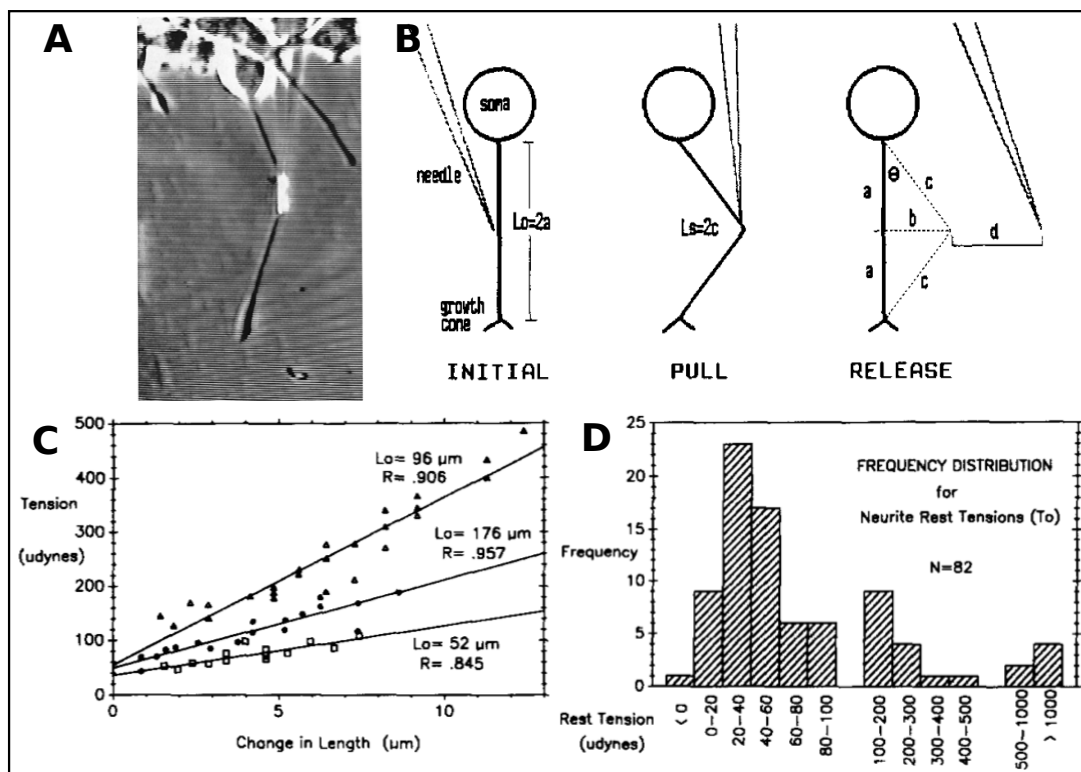 A
B
soma
needle
Lo=2a
growth
cone
INITIAL
Ls=2c
PULL
θ
a
c
b
d
a
c
RELEASE
C
500
400
300
200
100
0
Tension
(udynes)
Lo= 96 µm
R= .906
Lo= 176 µm
R= .957
Lo= 52 µm
R= .845
0
5
10
Change in Length (µm)
D
25
20
15
10
5
0
Frequency
FREQUENCY DISTRIBUTION
for
Neurite Rest Tensions (To)
N=82
Rest Tension
(udynes)
< 0
0-20
20-40
40-60
60-80
80-100
100-200
200-300
300-400
400-500
500-1000
> 1000